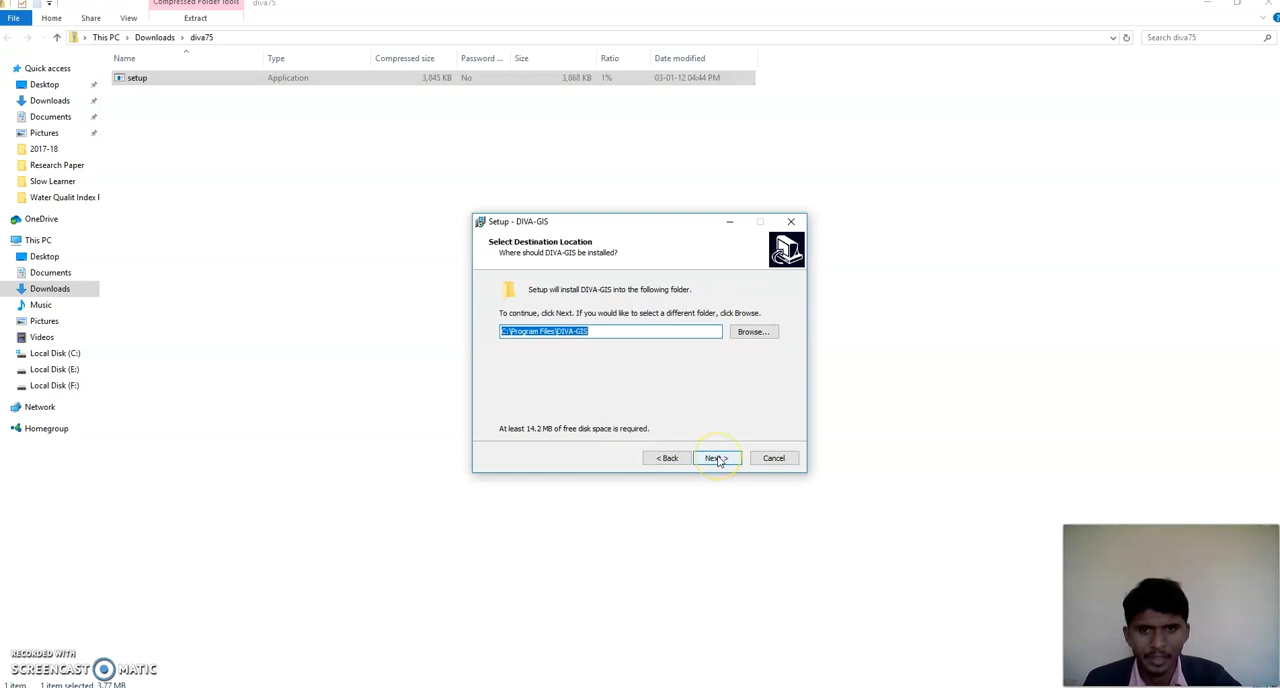 Compressed Folder Tools
diva75
File
Home
Share
View
Extract
This PC
Downloads
diva75
Search diva75
Name
Type
Compressed size
Password ...
Size
Ratio
Date modified
setup
Application
3,845 KB
No
3,868 KB
1%
03-01-12 04:44 PM
Quick access
Desktop
Downloads
Documents
Pictures
2017-18
Research Paper
Slow Learner
Water Qualit Index F
OneDrive
This PC
Desktop
Documents
Downloads
Music
Pictures
Videos
Local Disk (C:)
Local Disk (E:)
Local Disk (F:)
Network
Homegroup
Setup - DIVA-GIS
Select Destination Location
Where should DIVA-GIS be installed?
Setup will install DIVA-GIS into the following folder.
To continue, click Next. If you would like to select a different folder, click Browse.
C:\Program Files\DIVA-GIS
Browse...
At least 14.2 MB of free disk space is required.
< Back
Next >
Cancel
RECORDED WITH
SCREENCAST MATIC
1 item
1 item selected 3.77 MB